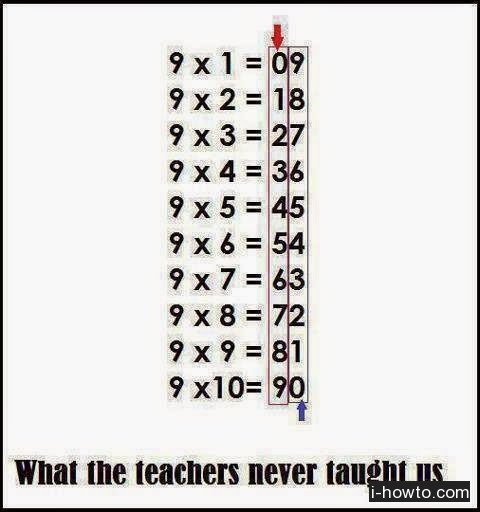 9 x 1 = 09
9 x 2 = 18
9 x 3 = 27
9 x 4 = 36
9 x 5 = 45
9 x 6 = 54
9 x 7 = 63
9 x 8 = 72
9 x 9 = 81
9 x10= 90
What the teachers never taught us
i-howto.com